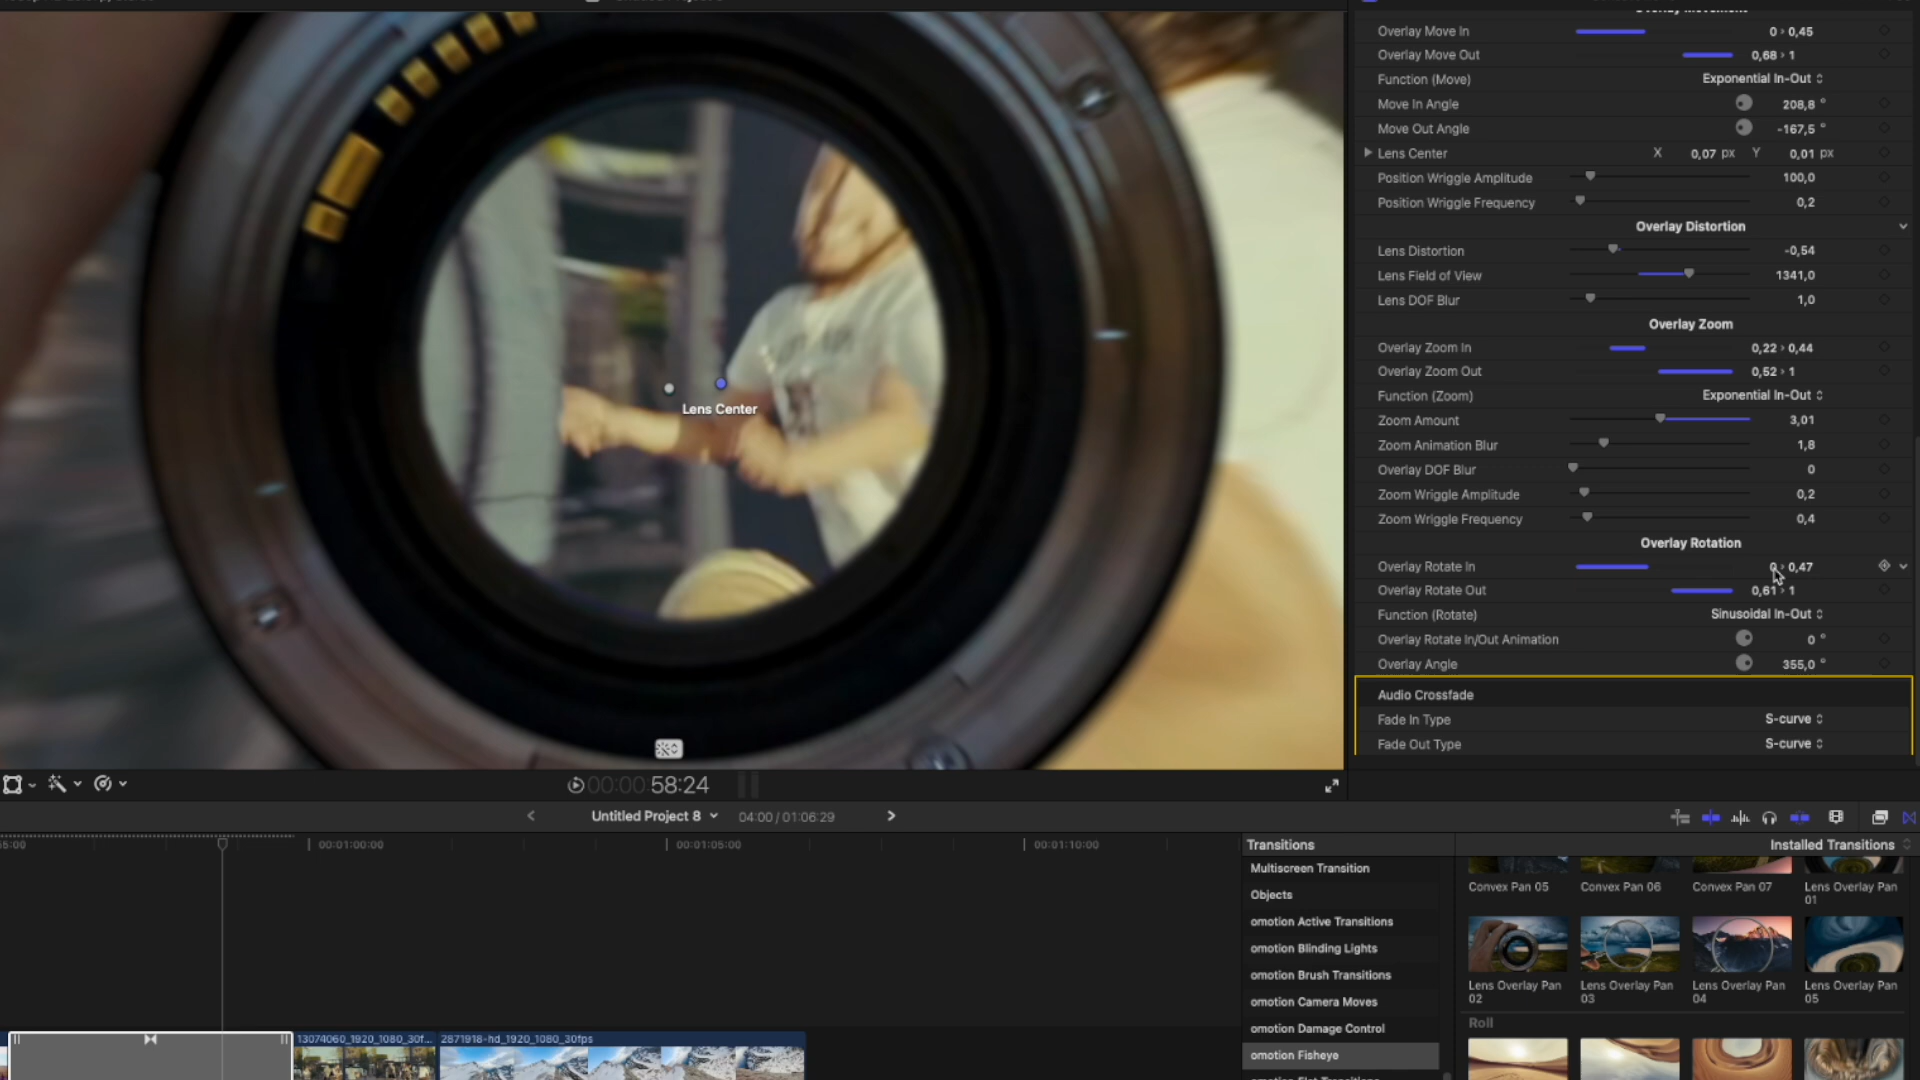 Overlay Movement
Overlay Move In 0 › 0,45
Overlay Move Out 0,68 › 1
Function (Move) Exponential In-Out
Move In Angle 208,8 °
Move Out Angle -167,5 °
Lens Center X 0,07 px Y 0,01 px
Position Wriggle Amplitude 100,0
Position Wriggle Frequency 0,2
Overlay Distortion
Lens Distortion -0,54
Lens Field of View 1341,0
Lens DOF Blur 1,0
Overlay Zoom
Overlay Zoom In 0,22 › 0,44
Overlay Zoom Out 0,52 › 1
Function (Zoom) Exponential In-Out
Zoom Amount 3,01
Zoom Animation Blur 1,8
Overlay DOF Blur 0
Zoom Wriggle Amplitude 0,2
Zoom Wriggle Frequency 0,4
Overlay Rotation
Overlay Rotate In 0 › 0,47
Overlay Rotate Out 0,61 › 1
Function (Rotate) Sinusoidal In-Out
Overlay Rotate In/Out Animation 0 °
Overlay Angle 355,0 °
Audio Crossfade
Fade In Type S-curve
Fade Out Type S-curve
Lens Center
00:00:58:24
Untitled Project 8 04:00 / 01:06:29
55:00 00:01:00:00 00:01:05:00 00:01:10:00
13074060_1920_1080_30f...
2871918-hd_1920_1080_30fps
Transitions
Installed Transitions
Multiscreen Transition
Objects
omotion Active Transitions
omotion Blinding Lights
omotion Brush Transitions
omotion Camera Moves
omotion Damage Control
omotion Fisheye
Convex Pan 05
Convex Pan 06
Convex Pan 07
Lens Overlay Pan 01
Lens Overlay Pan 02
Lens Overlay Pan 03
Lens Overlay Pan 04
Lens Overlay Pan 05
Roll